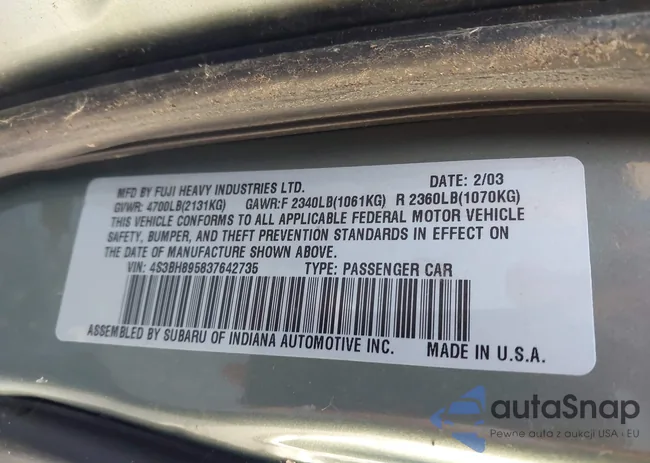 MFD BY FUJI HEAVY INDUSTRIES LTD. DATE: 2/03
GVWR: 4700LB(2131KG) GAWR:F 2340LB(1061KG) R 2360LB(1070KG)
THIS VEHICLE CONFORMS TO ALL APPLICABLE FEDERAL MOTOR VEHICLE
SAFETY, BUMPER, AND THEFT PREVENTION STANDARDS IN EFFECT ON
THE DATE OF MANUFACTURE SHOWN ABOVE.
VIN: 4S3BH895837642735 TYPE: PASSENGER CAR
ASSEMBLED BY SUBARU OF INDIANA AUTOMOTIVE INC. MADE IN U.S.A.
autaSnap
Pewne auta z aukcji USA i EU